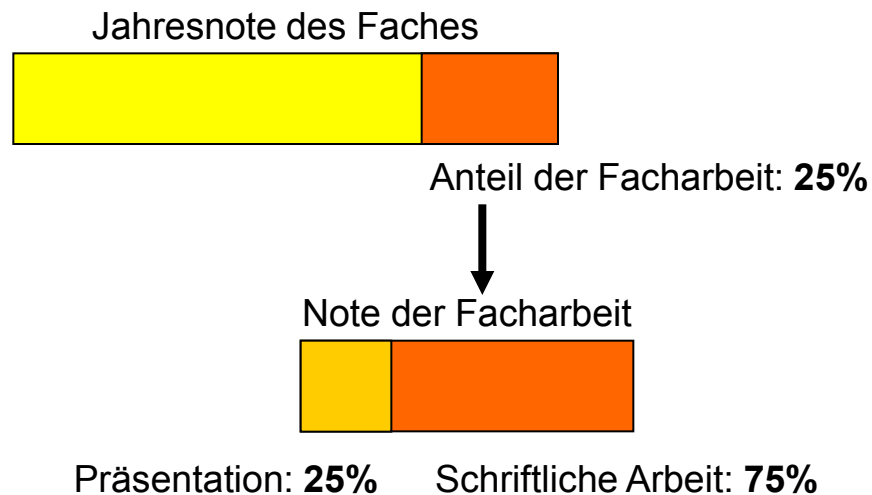 Jahresnote des Faches
Anteil der Facharbeit: 25%
Note der Facharbeit
Präsentation: 25% Schriftliche Arbeit: 75%